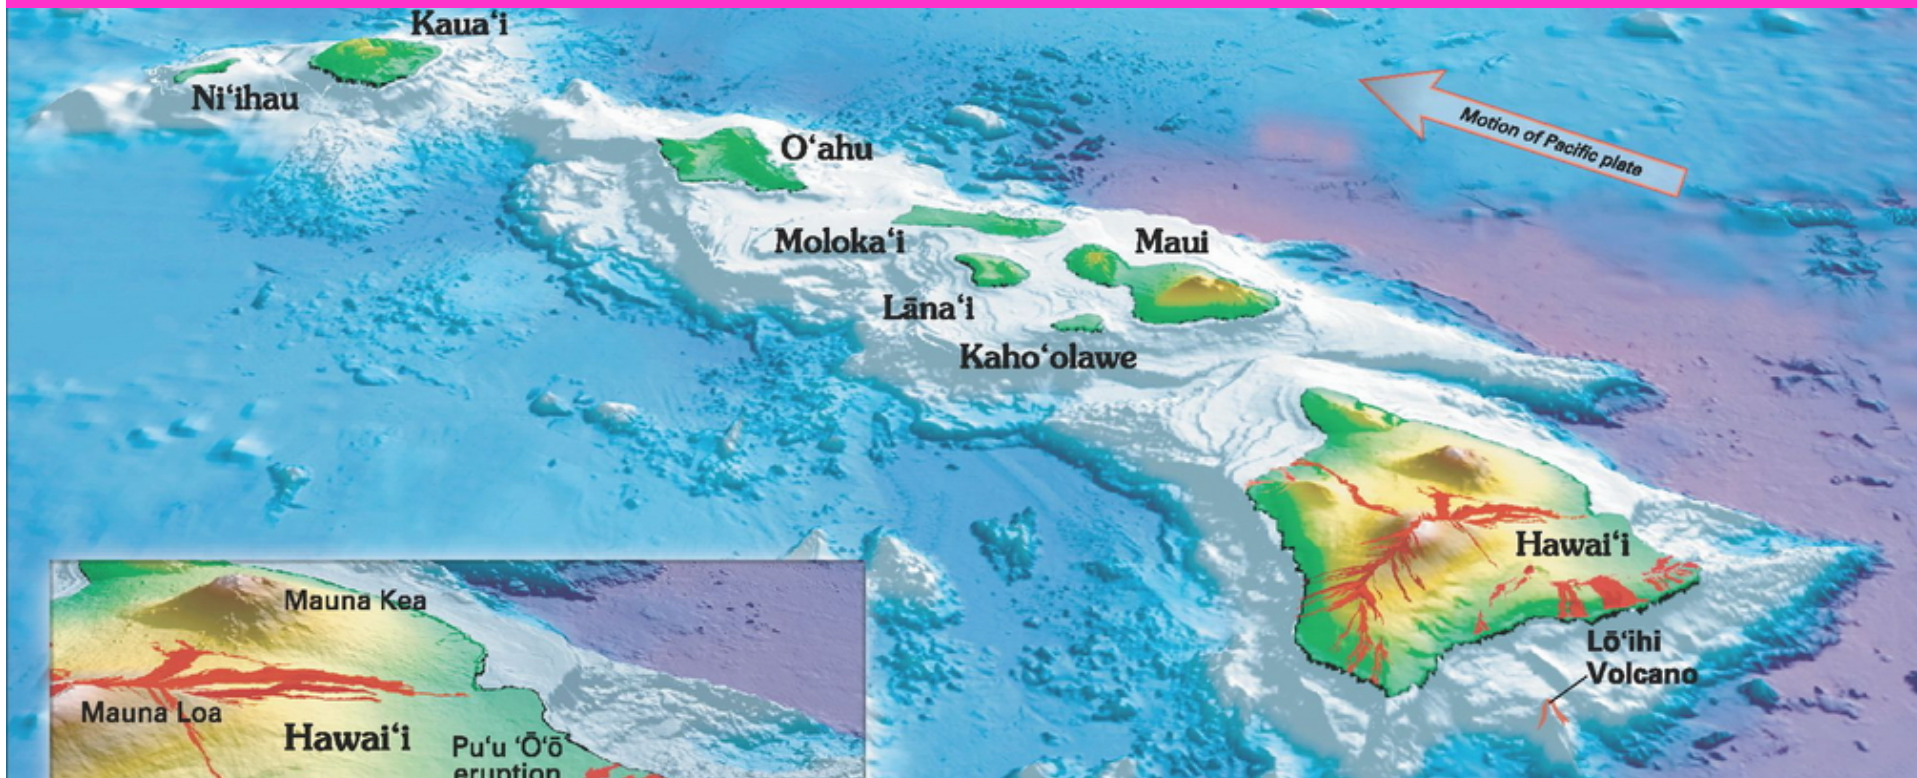 Kaua‘i
Ni‘ihau
Motion of Pacific plate
O‘ahu
Moloka‘i
Maui
Lāna‘i
Kaho‘olawe
Hawai‘i
Lō‘ihi
Volcano
Mauna Kea
Mauna Loa
Hawai‘i
Pu‘u ‘Ō‘ō
eruption